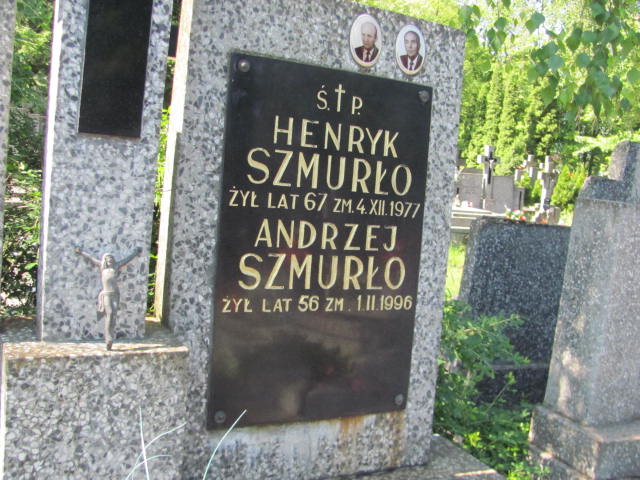 Ś.†P.
HENRYK
SZMURŁO
ŻYŁ LAT 67 ZM. 4.XII.1977
ANDRZEJ
SZMURŁO
ŻYŁ LAT 56 ZM. 1.II.1996